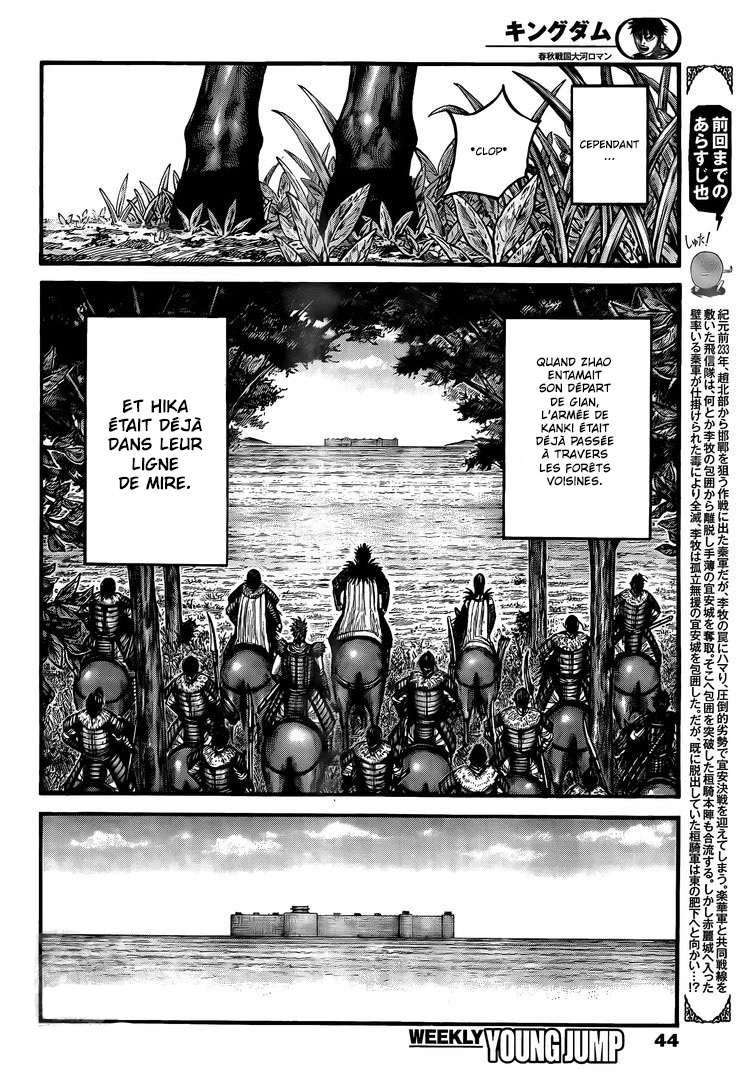 キングダム
春秋戦国大河ロマン
前回までの
あらすじ也
しゅた!
紀元前233年、趙北部から邯鄲を狙う作戦に出た秦軍だが、李牧の罠にハマり、圧倒的劣勢で宜安決戦を迎えてしまう。楽華軍と共同戦線を
敷いた飛信隊は、何とか李牧の包囲から離脱し手薄の宜安城を奪取。そこへ包囲を突破した桓騎本陣も合流する。しかし赤麗城へ入った
壁率いる秦軍が仕掛けられた毒により全滅、李牧は孤立無援の宜安城を包囲した。だが、既に脱出していた桓騎軍は東の肥下へと向かい…!?
CEPENDANT
...
*CLOP*
QUAND ZHAO
ENTAMAIT
SON DÉPART
DE GIAN,
L'ARMÉE DE
KANKI ÉTAIT
DÉJÀ PASSÉE
À TRAVERS
LES FORÊTS
VOISINES.
ET HIKA
ÉTAIT DÉJÀ
DANS LEUR
LIGNE
DE MIRE.
WEEKLY YOUNG JUMP 44